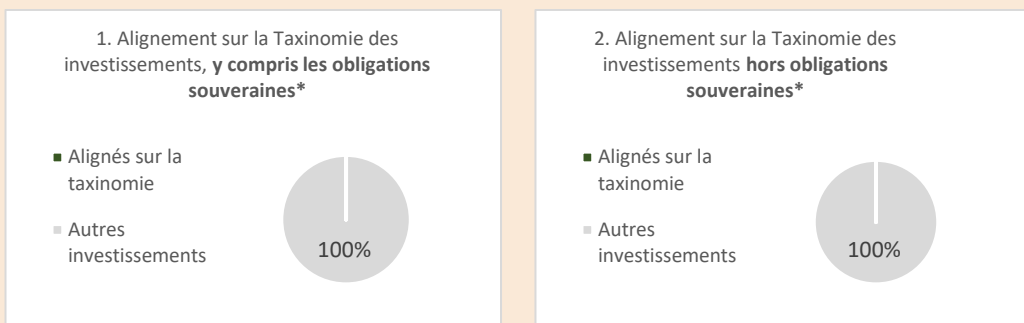 1. Alignement sur la Taxinomie des
investissements, y compris les obligations
souveraines*
Alignés sur la
taxinomie
Autres
investissements
100%
2. Alignement sur la Taxinomie des
investissements hors obligations
souveraines*
Alignés sur la
taxinomie
Autres
investissements
100%